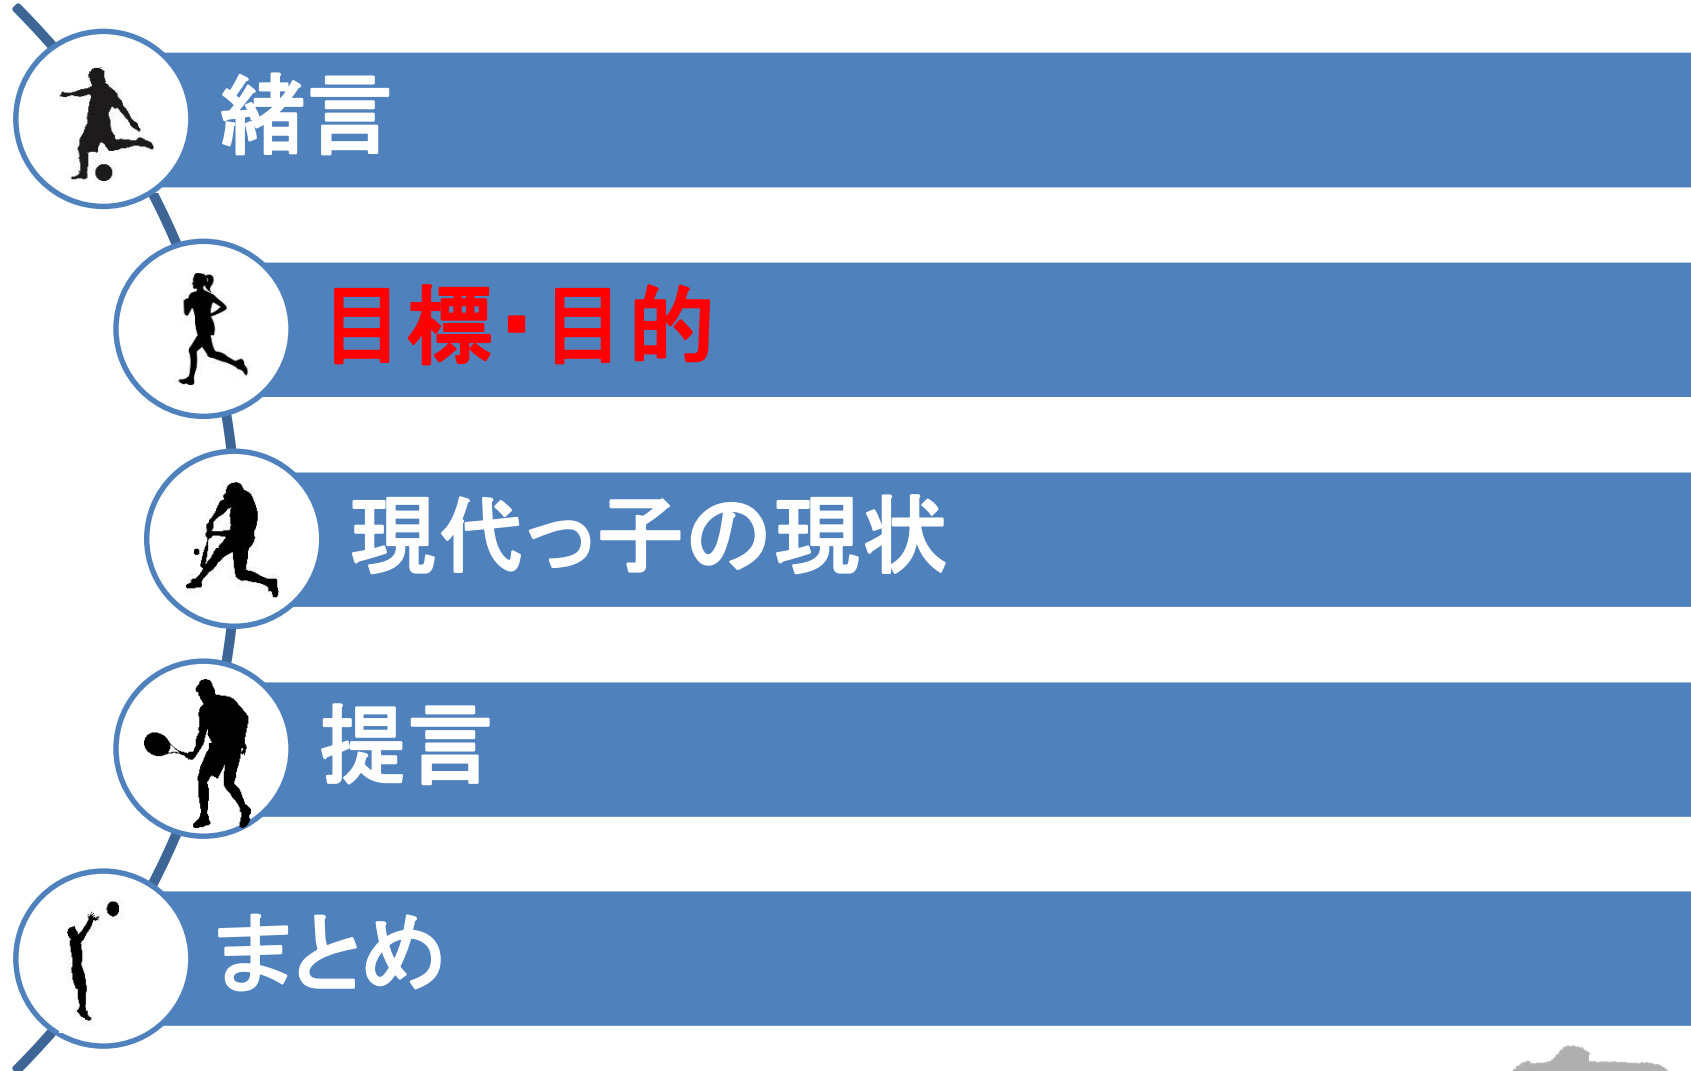 緒言
目標・目的
現代っ子の現状
提言
まとめ